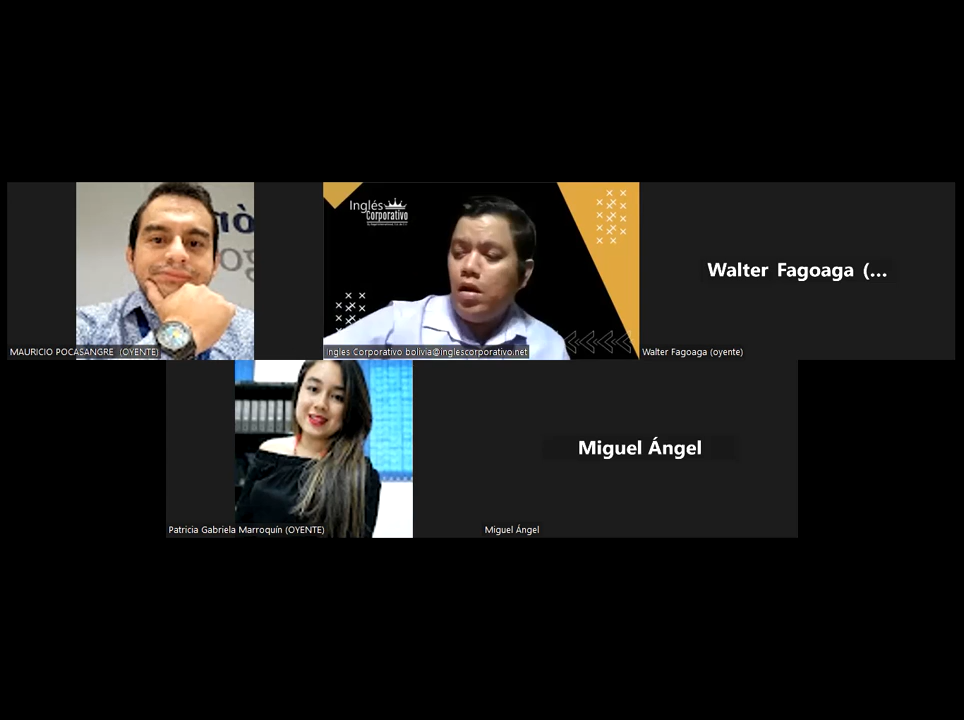 Inglés
Corporativo
MAURICIO POCASANGRE (OYENTE)
Ingles Corporativo bolivia@inglescorporativo.net
Walter Fagoaga (...
Walter Fagoaga (oyente)
Patricia Gabriela Marroquín (OYENTE)
Miguel Ángel
Miguel Ángel